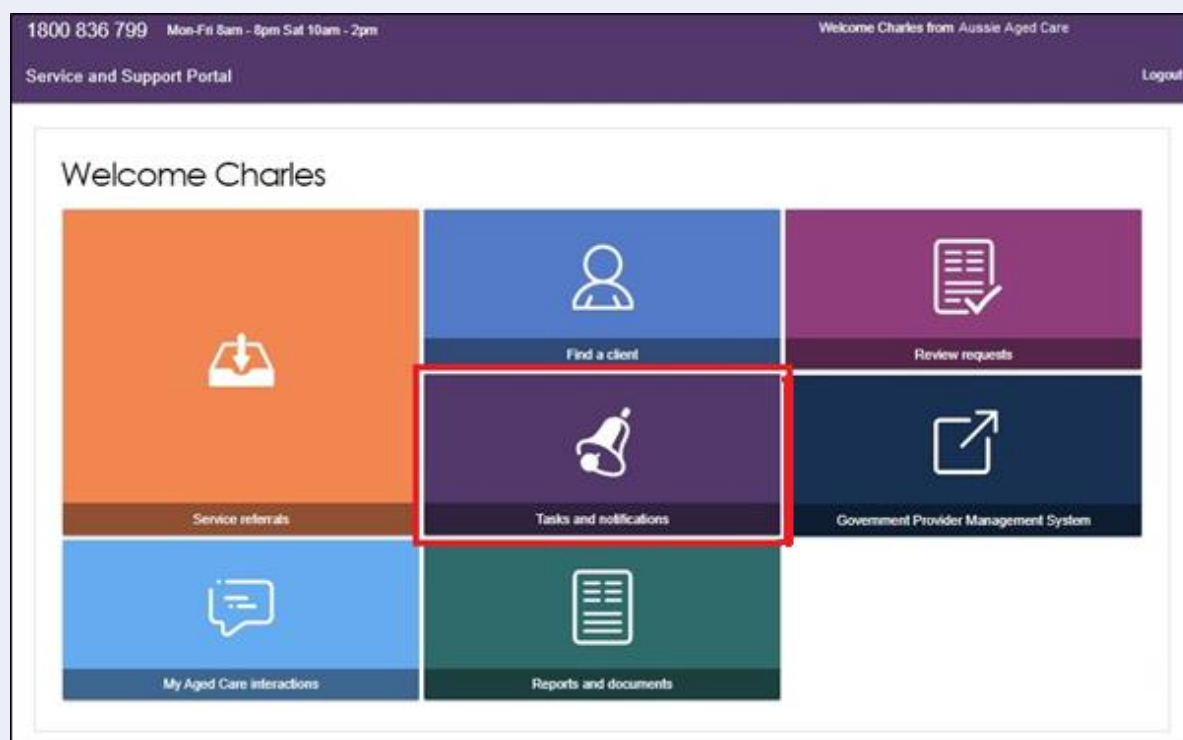 1800 836 799 Mon-Fri 8am - 8pm Sat 10am - 2pm
Welcome Charles from Aussie Aged Care
Service and Support Portal
Logout
Welcome Charles
Find a client
Review requests
Service referrals
Tasks and notifications
Government Provider Management System
My Aged Care interactions
Reports and documents